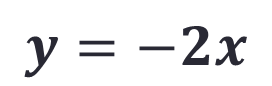 y = −2x